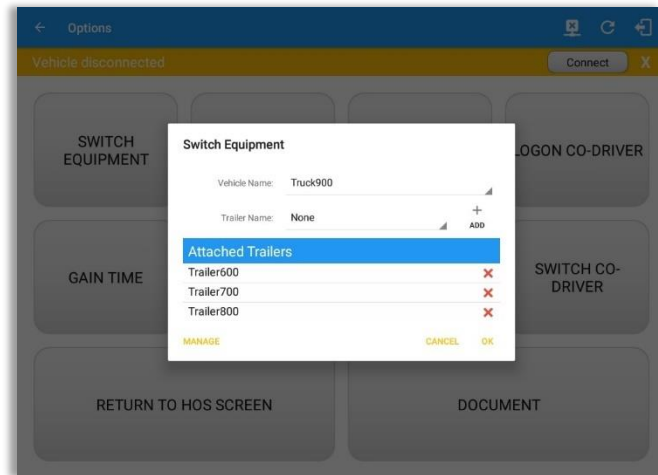 Options
Vehicle disconnected
Connect
X
SWITCH
EQUIPMENT
LOGON CO-DRIVER
Switch Equipment
Vehicle Name: Truck900
Trailer Name: None
ADD
Attached Trailers
Trailer600
Trailer700
Trailer800
MANAGE
CANCEL
OK
GAIN TIME
SWITCH CO-
DRIVER
RETURN TO HOS SCREEN
DOCUMENT